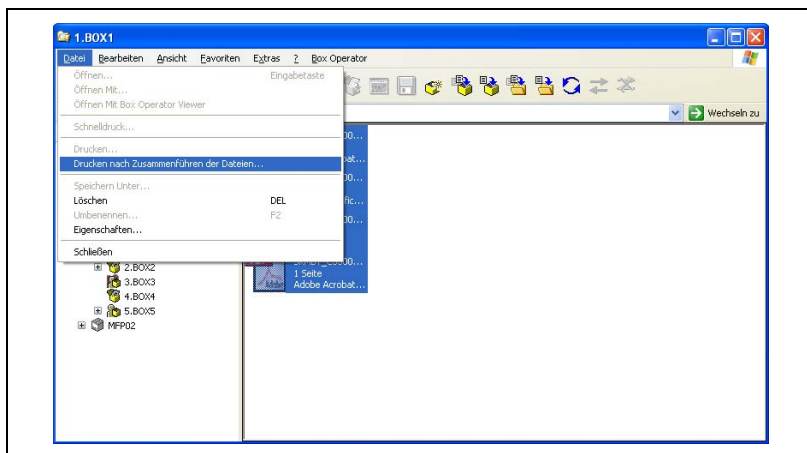 1.BOX1
Datei Bearbeiten Ansicht Favoriten Extras ? Box Operator
Öffnen... Eingabetaste
Öffnen Mit...
Öffnen Mit Box Operator Viewer
Wechseln zu
Schnelldruck...
Drucken...
Drucken nach Zusammenführen der Dateien...
Speichern Unter...
Löschen DEL
Umbenennen... F2
Eigenschaften...
Schließen
2.BOX2
1 Seite
3.BOX3
Adobe Acrobat...
4.BOX4
5.BOX5
MFP02